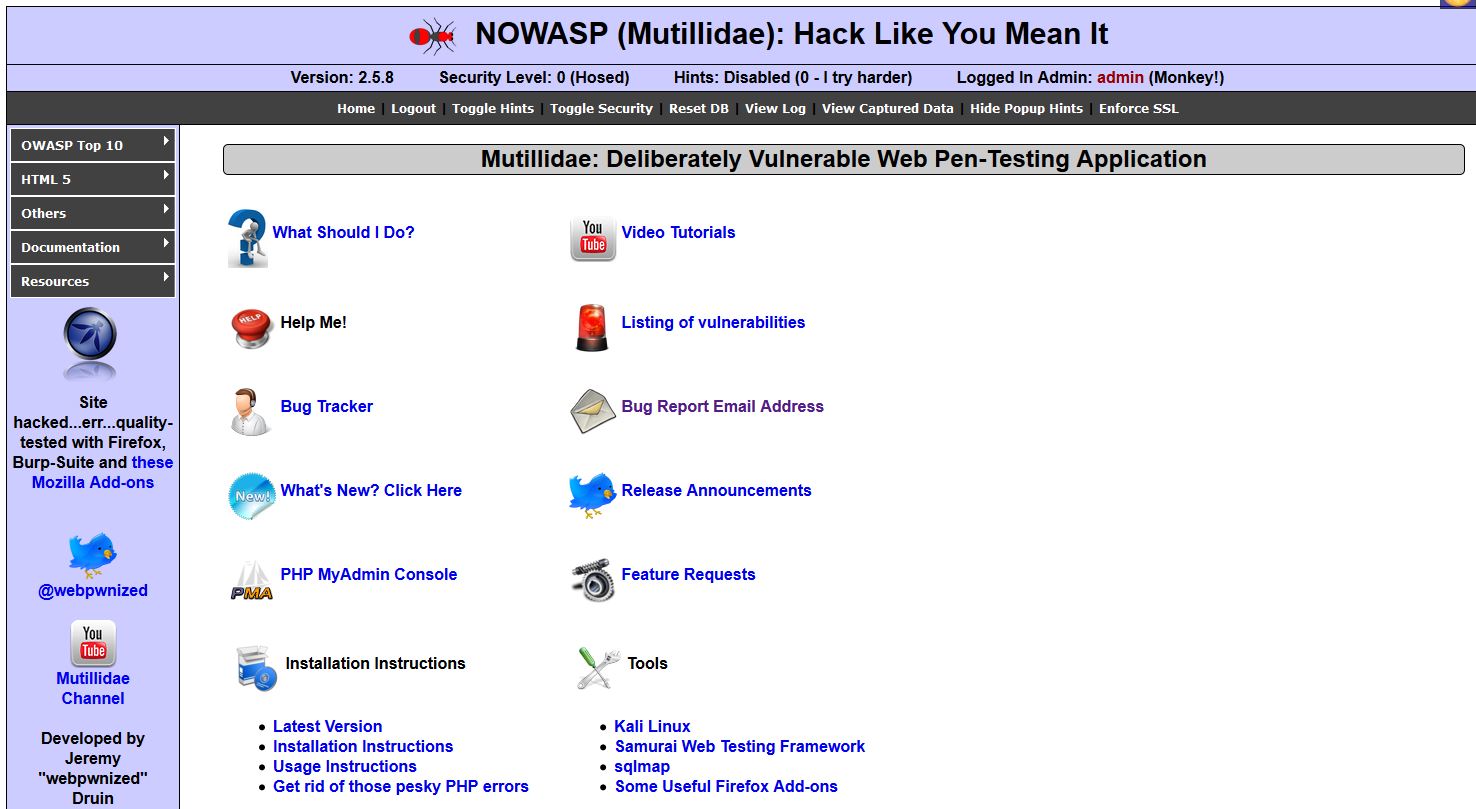 NOWASP (Mutillidae): Hack Like You Mean It
Version: 2.5.8 Security Level: 0 (Hosed) Hints: Disabled (0 - I try harder) Logged In Admin: admin (Monkey!)
Home | Logout | Toggle Hints | Toggle Security | Reset DB | View Log | View Captured Data | Hide Popup Hints | Enforce SSL
OWASP Top 10
HTML 5
Others
Documentation
Resources
Site
hacked...err...quality-
tested with Firefox,
Burp-Suite and these
Mozilla Add-ons
@webpwnized
You
Tube
Mutillidae
Channel
Developed by
Jeremy
"webpwnized"
Druin
Mutillidae: Deliberately Vulnerable Web Pen-Testing Application
What Should I Do?
You
Tube
Video Tutorials
HELP
Help Me!
Listing of vulnerabilities
Bug Tracker
Bug Report Email Address
New!
What's New? Click Here
Release Announcements
PMA
PHP MyAdmin Console
Feature Requests
Installation Instructions
Tools
• Latest Version
• Installation Instructions
• Usage Instructions
• Get rid of those pesky PHP errors
• Kali Linux
• Samurai Web Testing Framework
• sqlmap
• Some Useful Firefox Add-ons